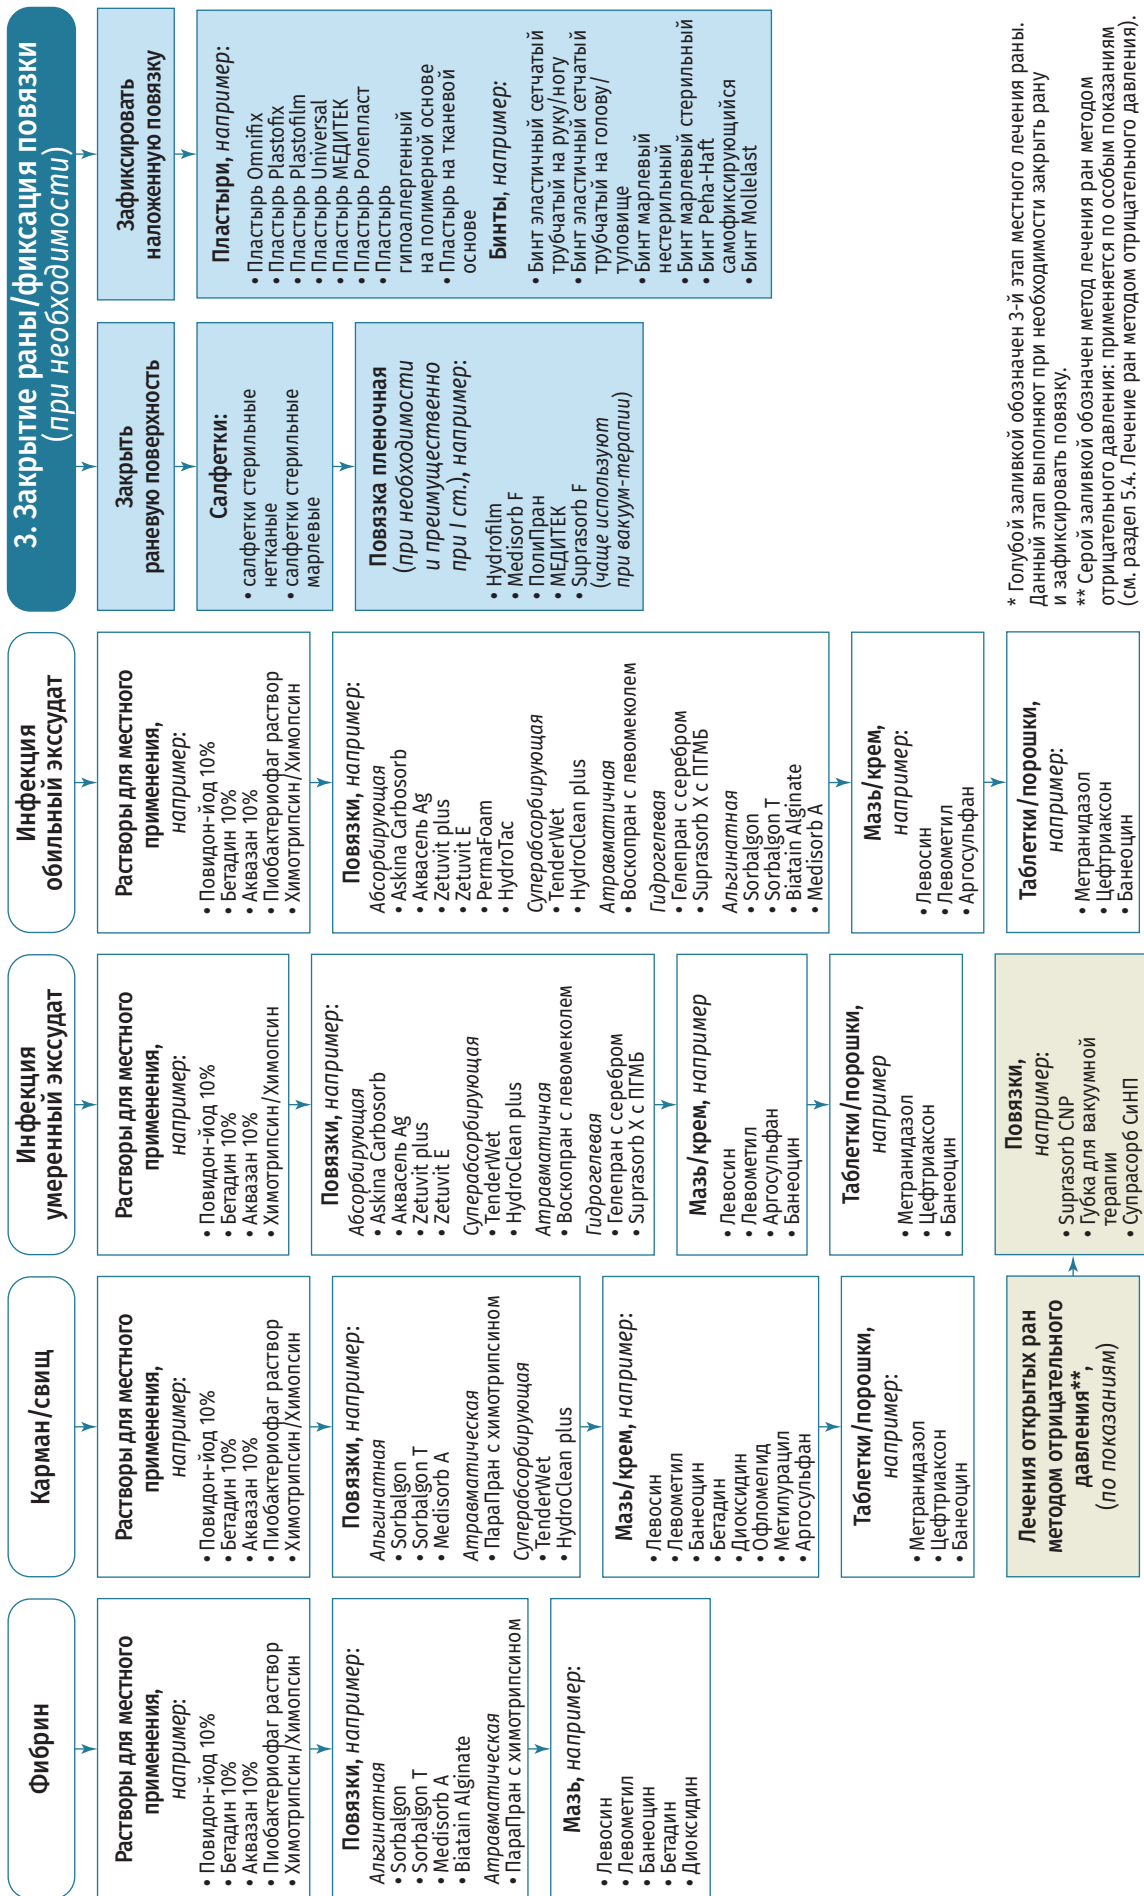 Фибрин
Растворы для местного
применения,
например:
• Повидон-йод 10%
• Бетадин 10%
• Аквазан 10%
• Пиобактериофаг раствор
• Химотрипсин/Химопсин
Повязки, например:
Альгинатная
• Sorbalgon
• Sorbalgon T
• Medisorb A
• Biatain Alginate
Атравматическая
• ПараПран с химотрипсином
Мазь, например:
• Левосин
• Левометил
• Банеоцин
• Бетадин
• Диоксидин
Карман/свищ
Растворы для местного
применения,
например:
• Повидон-йод 10%
• Бетадин 10%
• Аквазан 10%
• Пиобактериофаг раствор
• Химотрипсин/Химопсин
Повязки, например:
Альгинатная
• Sorbalgon
• Sorbalgon T
• Medisorb A
Атравматическая
• ПараПран с химотрипсином
Суперабсорбирующая
• TenderWet
• HydroClean plus
Мазь/крем, например:
• Левосин
• Левометил
• Банеоцин
• Бетадин
• Диоксидин
• Офломелид
• Метилурацил
• Аргосульфан
Таблетки/порошки,
например:
• Метранидазол
• Цефтриаксон
• Банеоцин
Лечения открытых ран
методом отрицательного
давления**,
(по показаниям)
Инфекция
умеренный экссудат
Растворы для местного
применения,
например:
• Повидон-йод 10%
• Бетадин 10%
• Аквазан 10%
• Химотрипсин/Химопсин
Повязки, например:
Абсорбирующая
• Askina Carbosorb
• Аквасель Ag
• Zetuvit plus
• Zetuvit E
Суперабсорбирующая
• TenderWet
• HydroClean plus
Атравматичная
• Воскопран с левомеколем
Гидрогелевая
• Гелепран с серебром
• Suprasorb X с ПГМБ
Мазь/крем, например
• Левосин
• Левометил
• Аргосульфан
• Банеоцин
Таблетки/порошки,
например
• Метранидазол
• Цефтриаксон
• Банеоцин
Повязки,
например:
• Suprasorb CNP
• Губка для вакуумной
терапии
• Супрасорб СиНП
Инфекция
обильный экссудат
Растворы для местного
применения,
например:
• Повидон-йод 10%
• Бетадин 10%
• Аквазан 10%
• Пиобактериофаг раствор
• Химотрипсин/Химопсин
Повязки, например:
Абсорбирующая
• Askina Carbosorb
• Аквасель Ag
• Zetuvit plus
• Zetuvit E
• PermaFoam
• HydroTac
Суперабсорбирующая
• TenderWet
• HydroClean plus
Атравматичная
• Воскопран с левомеколем
Гидрогелевая
• Гелепран с серебром
• Suprasorb X с ПГМБ
Альгинатная
• Sorbalgon
• Sorbalgon T
• Biatain Alginate
• Medisorb A
Мазь/крем,
например:
• Левосин
• Левометил
• Аргосульфан
Таблетки/порошки,
например:
• Метранидазол
• Цефтриаксон
• Банеоцин
3. Закрытие раны/фиксация повязки
(при необходимости)
Закрыть
раневую поверхность
Салфетки:
• салфетки стерильные
нетканые
• салфетки стерильные
марлевые
Повязка пленочная
(при необходимости
и преимущественно
при I ст.), например:
• Hydrofilm
• Medisorb F
• ПолиПран
• МЕДИТЕК
• Suprasorb F
(чаще используют
при вакуум-терапии)
Зафиксировать
наложенную повязку
Пластыри, например:
• Пластырь Omnifix
• Пластырь Plastofix
• Пластырь Plastofilm
• Пластырь Universal
• Пластырь МЕДИТЕК
• Пластырь Ролепласт
• Пластырь
гипоаллергенный
на полимерной основе
• Пластырь на тканевой
основе
Бинты, например:
• Бинт эластичный сетчатый
трубчатый на руку/ногу
• Бинт эластичный сетчатый
трубчатый на голову/
туловище
• Бинт марлевый
нестерильный
• Бинт марлевый стерильный
• Бинт Peha-Haft
самофиксирующийся
• Бинт Mollelast
* Голубой заливкой обозначен 3-й этап местного лечения раны.
Данный этап выполняют при необходимости закрыть рану
и зафиксировать повязку.
** Серой заливкой обозначен метод лечения ран методом
отрицательного давления: применяется по особым показаниям
(см. раздел 5.4. Лечение ран методом отрицательного давления).